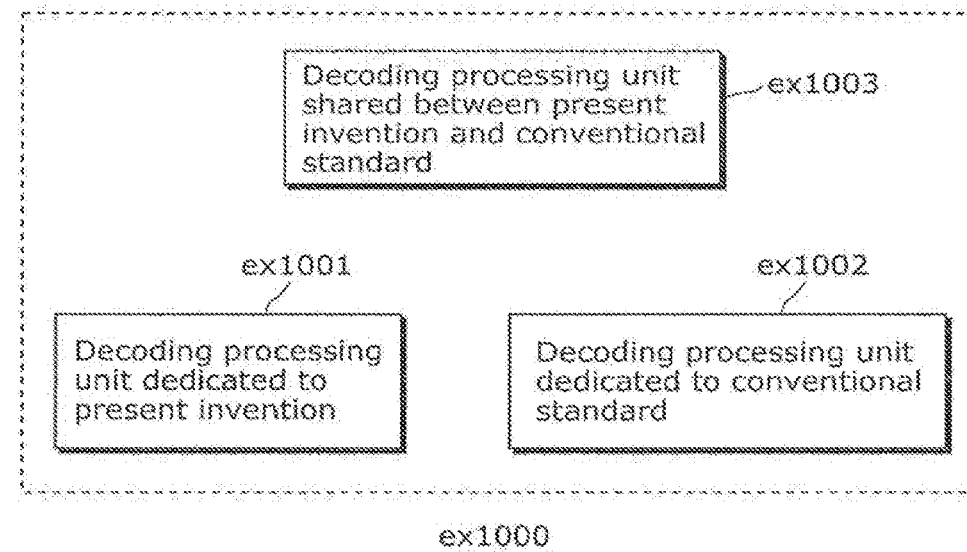 Decoding processing unit
shared between present
invention and conventional
standard
ex1003
ex1001
Decoding processing
unit dedicated to
present invention
ex1002
Decoding processing unit
dedicated to conventional
standard
ex1000